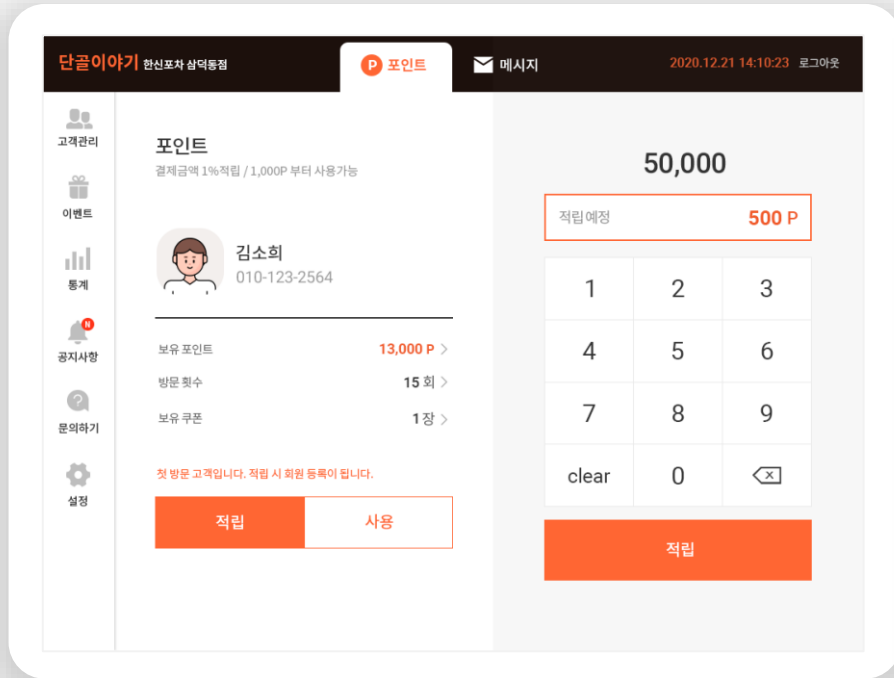 단골이야기 한신포차 삼덕동점
P 포인트
메시지
2020.12.21 14:10:23 로그아웃
고객관리
이벤트
통계
N
공지사항
?
문의하기
설정
포인트
결제금액 1%적립 / 1,000P 부터 사용가능
김소희
010-123-2564
보유 포인트 13,000 P >
방문 횟수 15 회 >
보유 쿠폰 1 장 >
첫 방문 고객입니다. 적립 시 회원 등록이 됩니다.
적립 사용
50,000
적립예정 500 P
1 2 3
4 5 6
7 8 9
clear 0
적립